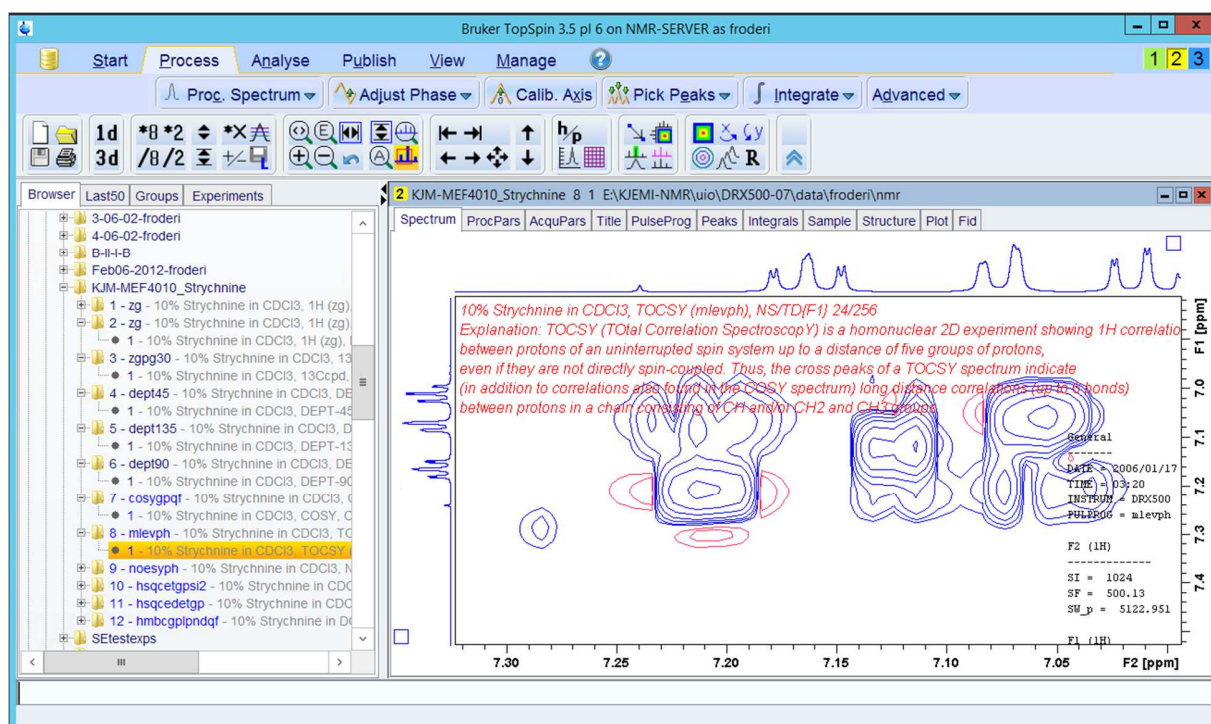 Bruker TopSpin 3.5 pl 6 on NMR-SERVER as froderi
Start Process Analyse Publish View Manage ?
1 2 3
Proc. Spectrum Adjust Phase Calib. Axis Pick Peaks Integrate Advanced
1d *8 *2 *X E h/p y
3d /8 /2 +/- L A R
Browser Last50 Groups Experiments
3-06-02-froderi
4-06-02-froderi
B-II-I-B
Feb06-2012-froderi
KJM-MEF4010_Strychnine
1 - zg - 10% Strychnine in CDCl3, 1H (zg),
2 - zg - 10% Strychnine in CDCl3, 1H (zg),
1 - 10% Strychnine in CDCl3, 1H (zg),
3 - zgpg30 - 10% Strychnine in CDCl3, 13
1 - 10% Strychnine in CDCl3, 13Ccpd,
4 - dept45 - 10% Strychnine in CDCl3, DE
1 - 10% Strychnine in CDCl3, DEPT-45
5 - dept135 - 10% Strychnine in CDCl3, D
1 - 10% Strychnine in CDCl3, DEPT-13
6 - dept90 - 10% Strychnine in CDCl3, DE
1 - 10% Strychnine in CDCl3, DEPT-90
7 - cosygpqf - 10% Strychnine in CDCl3, C
1 - 10% Strychnine in CDCl3, COSY, C
8 - mlevph - 10% Strychnine in CDCl3, TO
1 - 10% Strychnine in CDCl3, TOCSY (
9 - noesyph - 10% Strychnine in CDCl3, N
10 - hsqcetgpsi2 - 10% Strychnine in CDC
11 - hsqcedetgp - 10% Strychnine in CDC
12 - hmbcgplpndqf - 10% Strychnine in D
SEtestexps
2 KJM-MEF4010_Strychnine 8 1 E:\KJEMI-NMR\uio\DRX500-07\data\froderi\nmr
Spectrum ProcPars AcquPars Title PulseProg Peaks Integrals Sample Structure Plot Fid
10% Strychnine in CDCl3, TOCSY (mlevph), NS/TD{F1} 24/256
Explanation: TOCSY (TOtal Correlation SpectroscopY) is a homonuclear 2D experiment showing 1H correlatio
between protons of an uninterrupted spin system up to a distance of five groups of protons,
even if they are not directly spin-coupled. Thus, the cross peaks of a TOCSY spectrum indicate
(in addition to correlations also found in the COSY spectrum) long distance correlations (up to 6 bonds)
between protons in a chain consisting of CH and/or CH2 and CH3 groups
General
-------
DATE = 2006/01/17
TIME = 03:20
INSTRUM = DRX500
PULPROG = mlevph
F2 (1H)
--------------
SI = 1024
SF = 500.13
SW_p = 5122.951
F1 (1H)
F1 [ppm]
7.0
7.1
7.2
7.3
7.4
7.30 7.25 7.20 7.15 7.10 7.05 F2 [ppm]